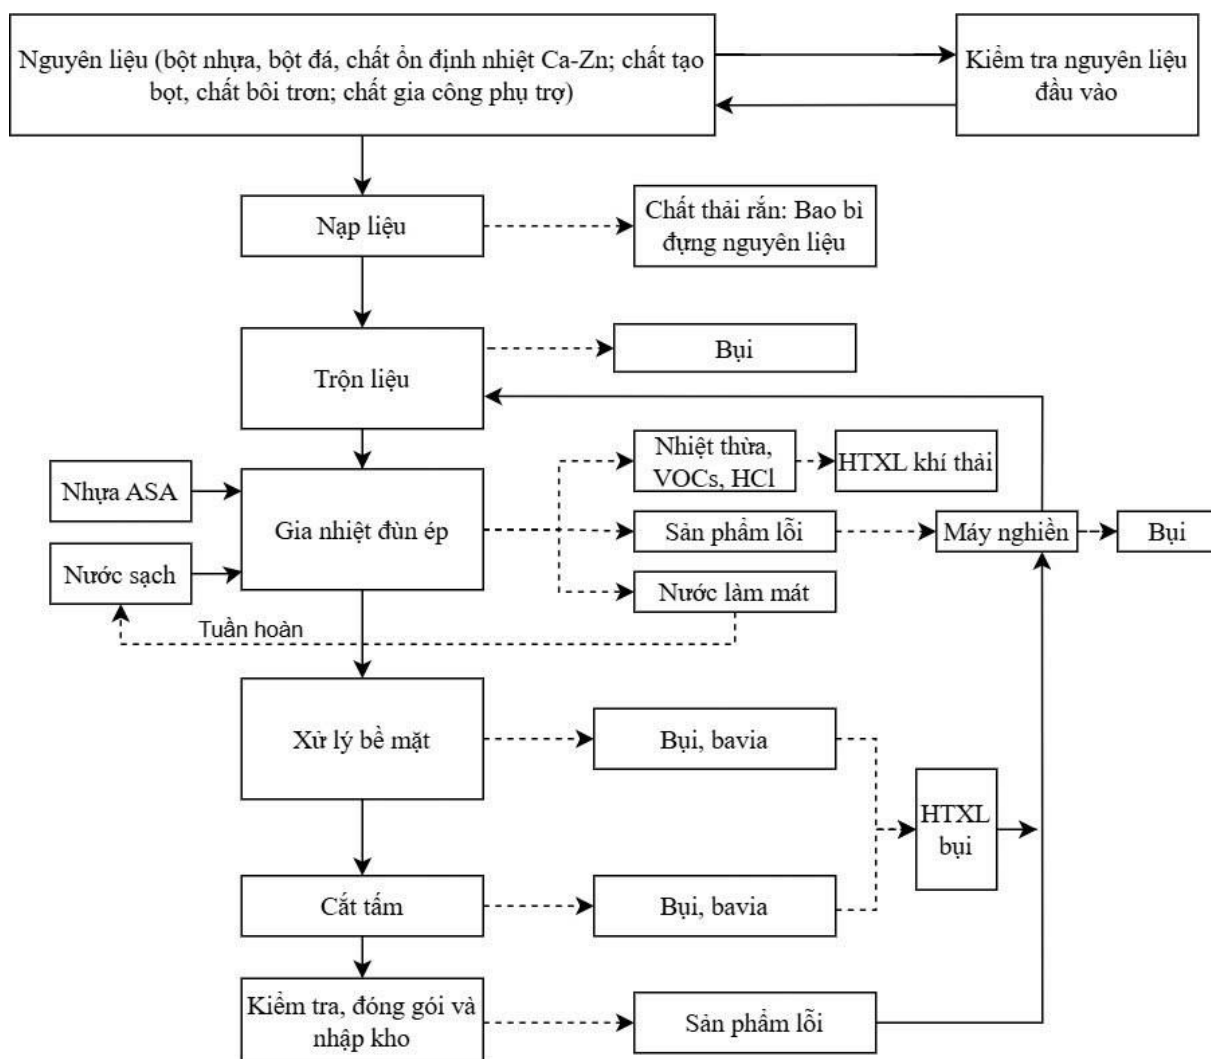 Nguyên liệu (bột nhựa, bột đá, chất ổn định nhiệt Ca-Zn; chất tạo
bọt, chất bôi trơn; chất gia công phụ trợ)
Kiểm tra nguyên liệu
đầu vào
Nạp liệu
Chất thải rắn: Bao bì
đựng nguyên liệu
Trộn liệu
Bụi
Nhựa ASA
Nước sạch
Gia nhiệt đùn ép
Nhiệt thừa,
VOCs, HCl
HTXL khí thải
Sản phẩm lỗi
Máy nghiền
Bụi
Nước làm mát
Tuần hoàn
Xử lý bề mặt
Bụi, bavia
HTXL
bụi
Cắt tấm
Bụi, bavia
Kiểm tra, đóng gói và
nhập kho
Sản phẩm lỗi